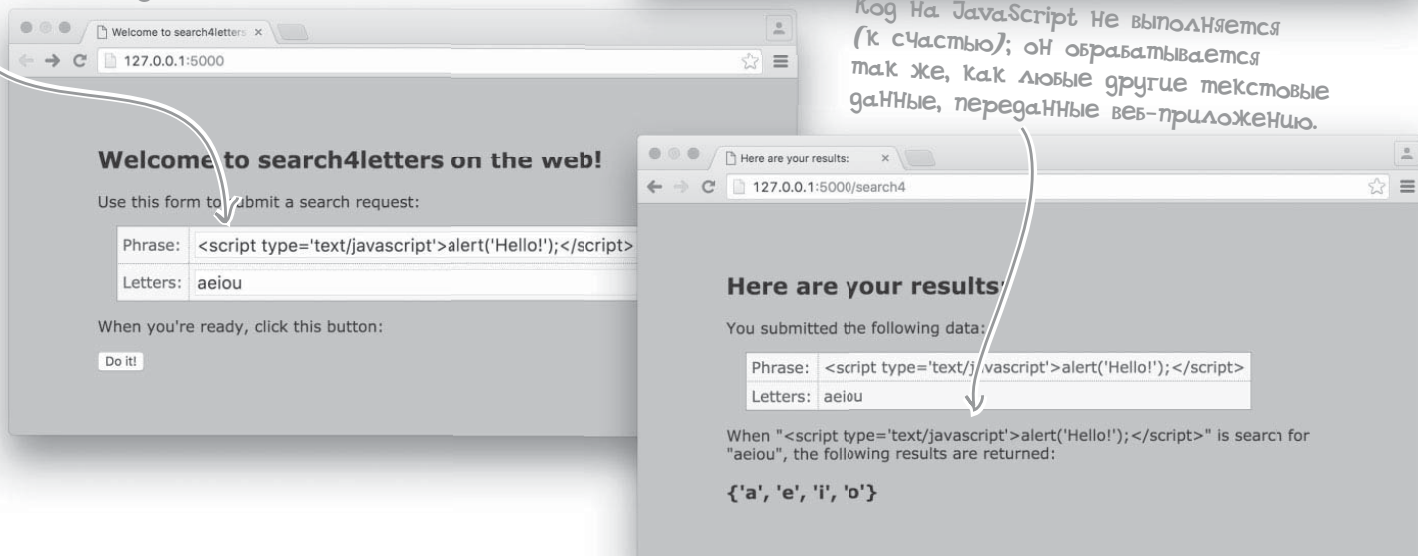 Welcome to search4letters
127.0.0.1:5000
Welcome to search4letters on the web!
Use this form to submit a search request:
Phrase: <script type='text/javascript'>alert('Hello!');</script>
Letters: aeiou
When you're ready, click this button:
Do it!
Код на JavaScript не выполняется
(к счастью); он обрабатывается
так же, как любые другие текстовые
данные, переданные веб-приложению.
Here are your results:
127.0.0.1:5000/search4
Here are your results:
You submitted the following data:
Phrase: <script type='text/javascript'>alert('Hello!');</script>
Letters: aeiou
When "<script type='text/javascript'>alert('Hello!');</script>" is search for
"aeiou", the following results are returned:
{'a', 'e', 'i', 'o'}